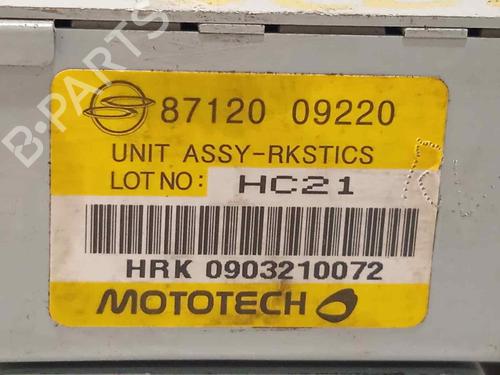 B-PARTS
87120 09220
UNIT ASSY-RKSTICS
LOT NO: HC21
HRK 0903210072
MOTOTECH